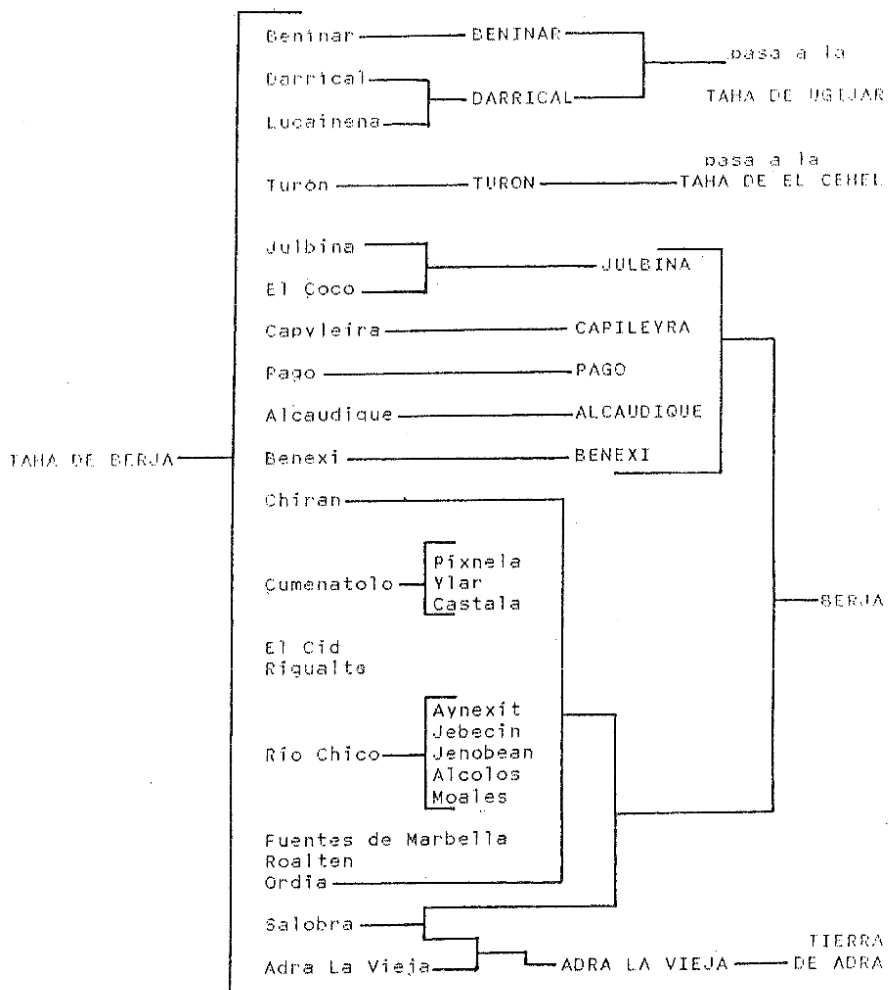 Beninar BENINAR
pasa a la
Darrical
DARRICAL TAHA DE UGIJAR
Lucainena
pasa a la
Turón TURON TAHA DE EL CEHEL
Julbina
JULBINA
El Çoco
Capyleira CAPILEYRA
Pago PAGO
Alcaudique ALCAUDIQUE
TAHA DE BERJA Benexi BENEXI
Chiran
Pixnela
Çumenatolo Ylar
Castala
BERJA
El Cid
Rigualte
Aynexit
Jebecin
Río Chico Jenobean
Alcolos
Moales
Fuentes de Marbella
Roalten
Ordia
Salobra
TIERRA
Adra La Vieja ADRA LA VIEJA DE ADRA